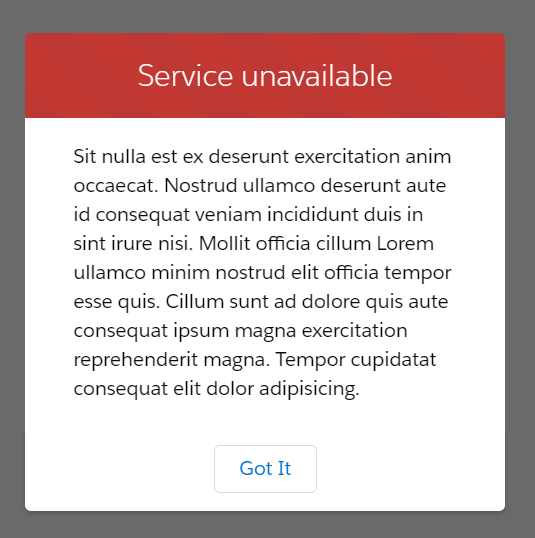 Service unavailable
Sit nulla est ex deserunt exercitation anim
occaecat. Nostrud ullamco deserunt aute
id consequat veniam incididunt duis in
sint irure nisi. Mollit officia cillum Lorem
ullamco minim nostrud elit officia tempor
esse quis. Cillum sunt ad dolore quis aute
consequat ipsum magna exercitation
reprehenderit magna. Tempor cupidatat
consequat elit dolor adipisicing.
Got It